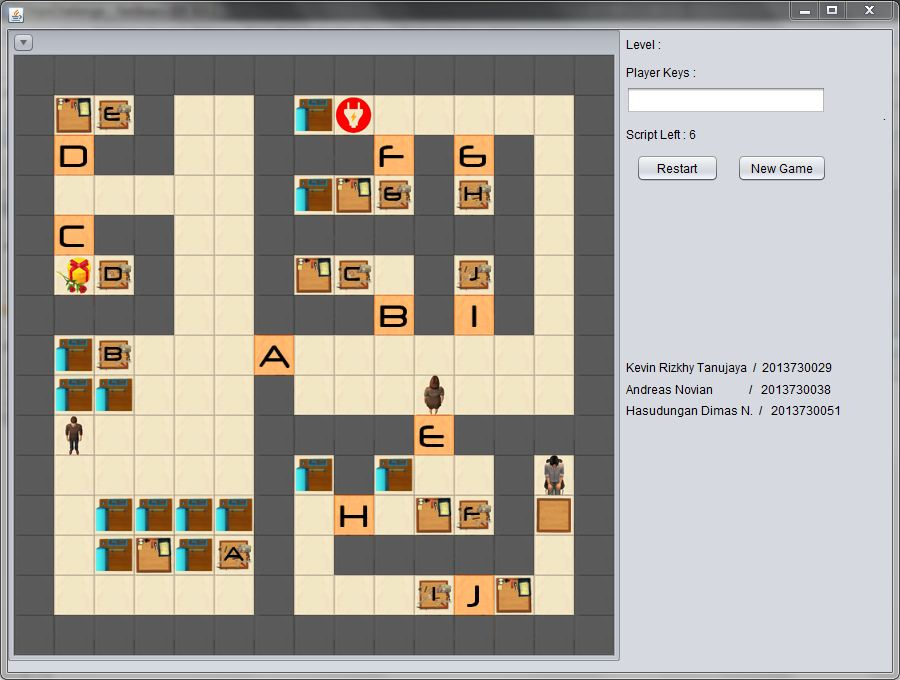 Level :
Player Keys :
Script Left : 6
Restart New Game
E
D F G
G H
C
D C J
B I
B A
E
H F
A
I J
Kevin Rizkhy Tanujaya / 2013730029
Andreas Novian / 2013730038
Hasudungan Dimas N. / 2013730051